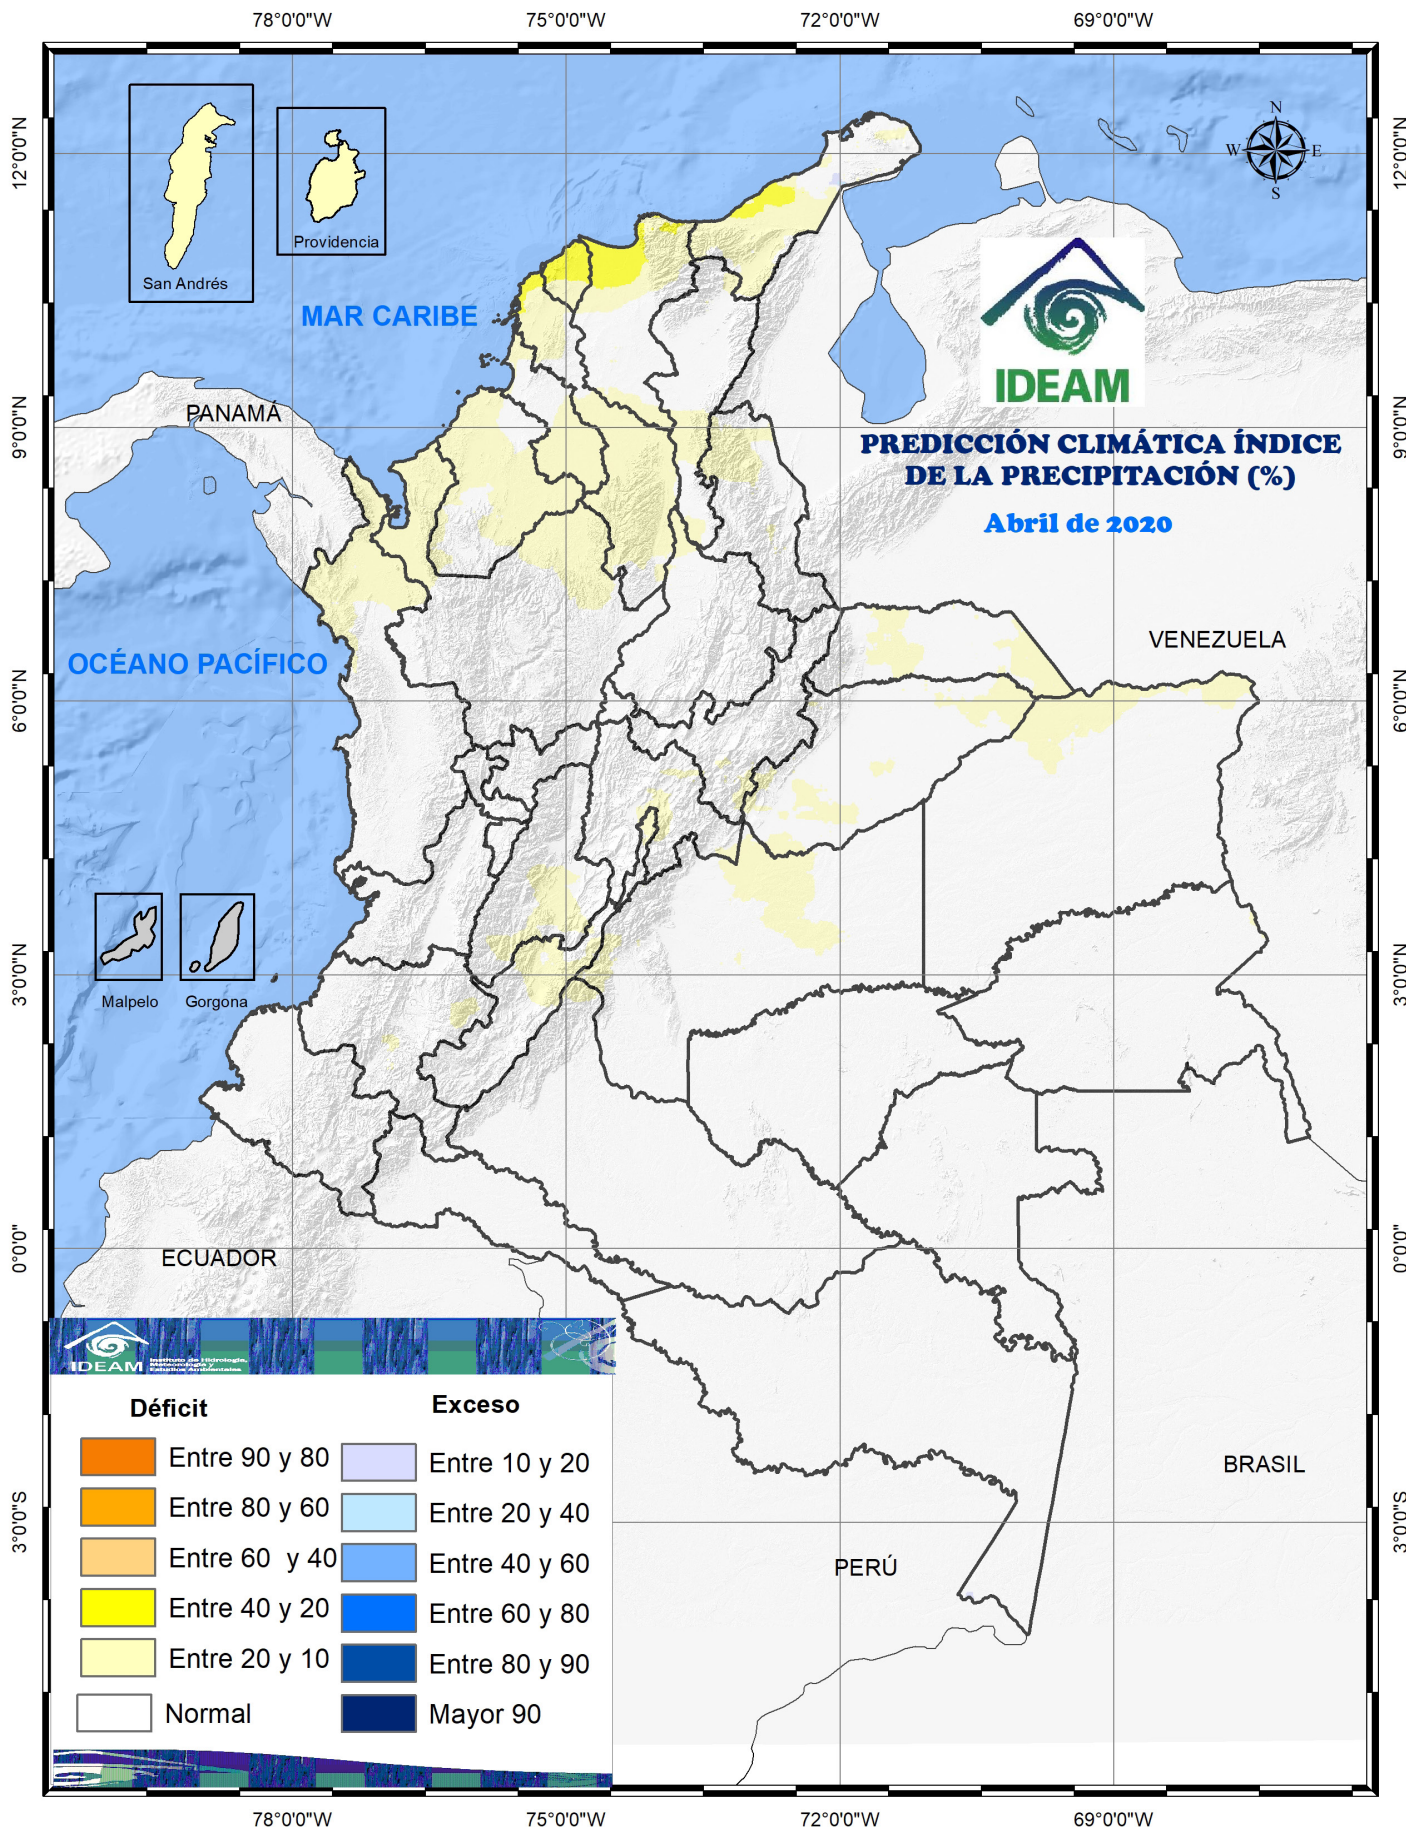 78°0'0"W
75°0'0"W
72°0'0"W
69°0'0"W
12°0'0"N
12°0'0"N
N
W
E
S
San Andrés
Providencia
MAR CARIBE
IDEAM
PANAMÁ
9°0'0"N
9°0'0"N
PREDICCIÓN CLIMÁTICA ÍNDICE
DE LA PRECIPITACIÓN (%)
Abril de 2020
VENEZUELA
OCÉANO PACÍFICO
6°0'0"N
6°0'0"N
3°0'0"N
3°0'0"N
Malpelo
Gorgona
0°0'0"
0°0'0"
ECUADOR
IDEAM
Instituto de Hidrología,
Meteorología y
Estudios Ambientales
Déficit
Exceso
Entre 90 y 80
Entre 10 y 20
Entre 80 y 60
Entre 20 y 40
Entre 60  y 40
Entre 40 y 60
Entre 40 y 20
Entre 60 y 80
Entre 20 y 10
Entre 80 y 90
Normal
Mayor 90
BRASIL
3°0'0"S
3°0'0"S
PERÚ
78°0'0"W
75°0'0"W
72°0'0"W
69°0'0"W